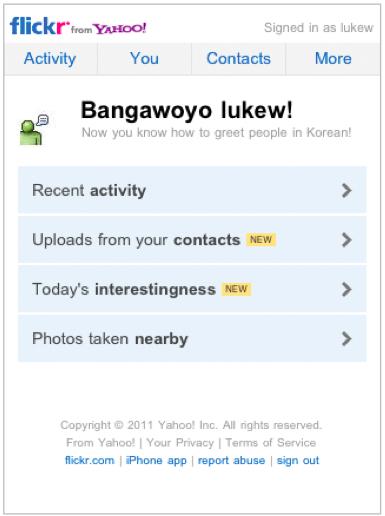 flickr from YAHOO!
Signed in as lukew
Activity You Contacts More
Bangawoyo lukew!
Now you know how to greet people in Korean!
Recent activity
Uploads from your contacts NEW
Today's interestingness NEW
Photos taken nearby
Copyright © 2011 Yahoo! Inc. All rights reserved.
From Yahoo! | Your Privacy | Terms of Service
flickr.com | iPhone app | report abuse | sign out